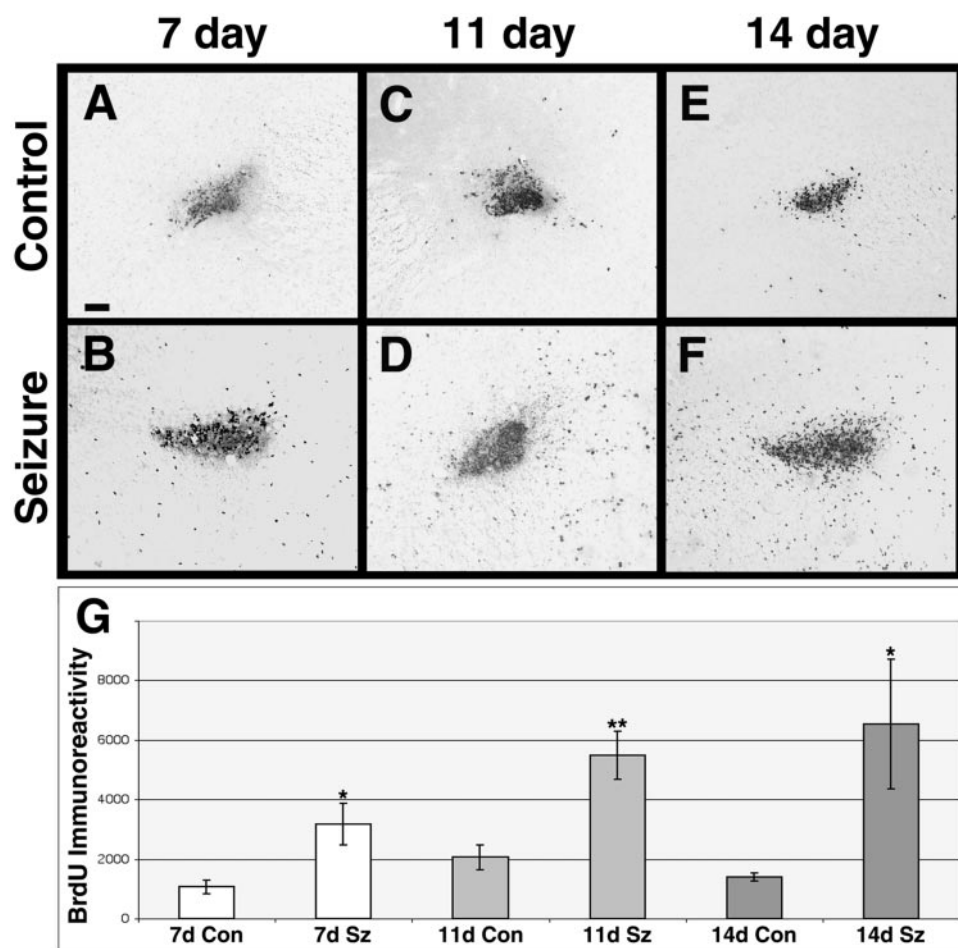 7 day 11 day 14 day
Control
A C E
Seizure
B D F
G
BrdU Immunoreactivity
8000
6000
4000
2000
0
* ** *
7d Con 7d Sz 11d Con 11d Sz 14d Con 14d Sz